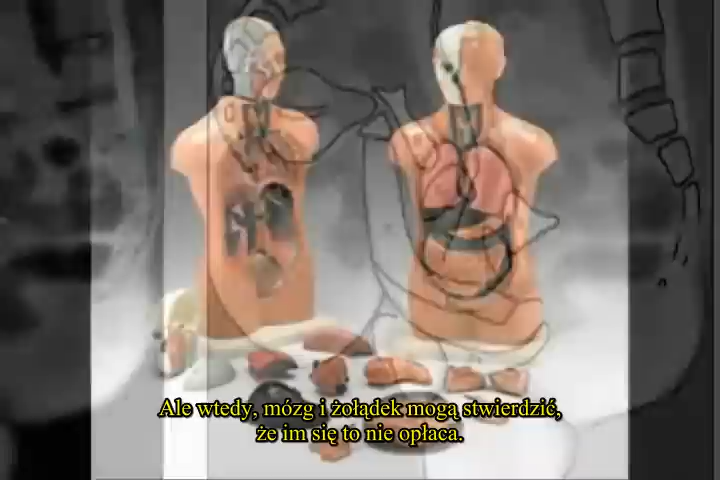 Ale wtedy, mózg i żołądek mogą stwierdzić,
że im się to nie opłaca.